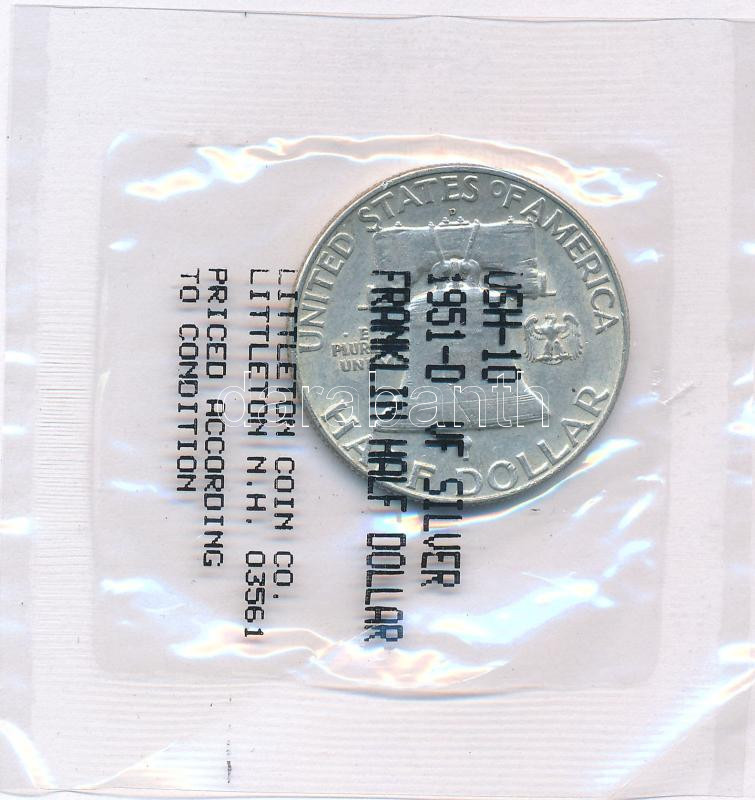 USH-10
1951-D VF SILVER
FRANKLIN HALF DOLLAR
LITTLETON COIN CO.
LITTLETON N.H. 03561
PRICED ACCORDING
TO CONDITION
UNITED STATES OF AMERICA
D
E
PLURIBUS
UNUM
HALF DOLLAR
darabanth